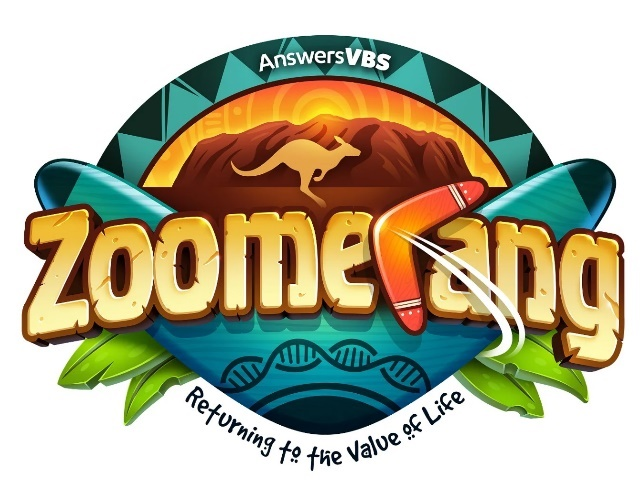 AnswersVBS
Zoomerang
Returning to the Value of Life